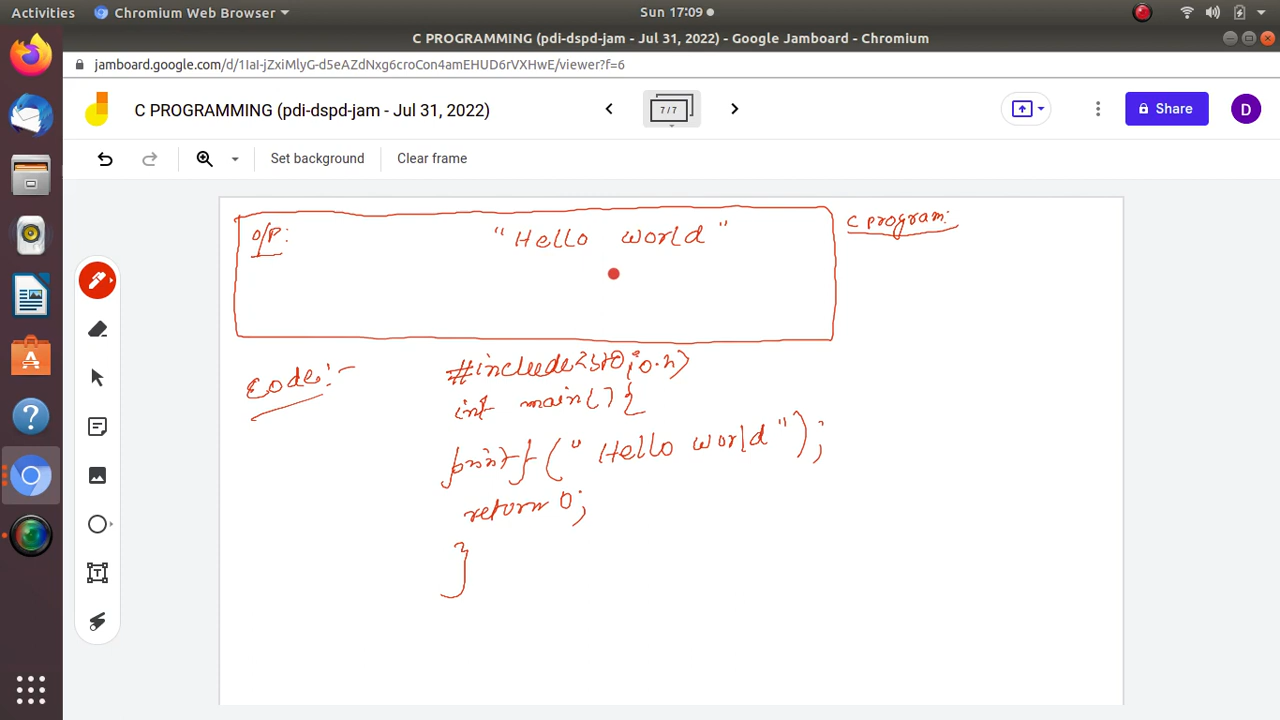 Activities
Chromium Web Browser
Sun 17:09
C PROGRAMMING (pdi-dspd-jam - Jul 31, 2022) - Google Jamboard - Chromium
jamboard.google.com/d/1IaI-jZxiMlyG-d5eAZdNxg6croCon4amEHUD6rVXHwE/viewer?f=6
C PROGRAMMING (pdi-dspd-jam - Jul 31, 2022)
7/7
Share
D
Set background
Clear frame
O/P: "Hello world"
C program:
Code:-
#include<stdio.h>
int main() {
printf("Hello world");
return 0;
}